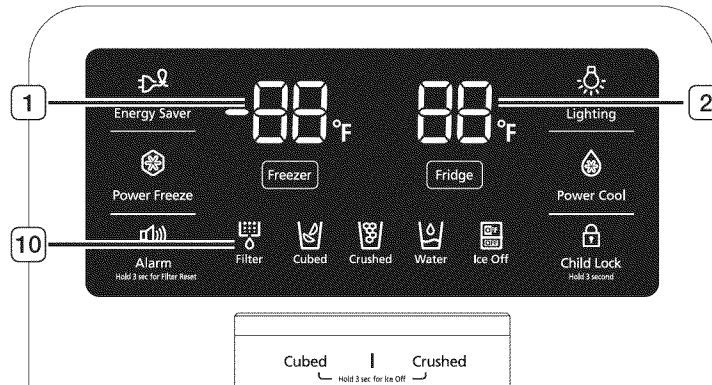 1
-88°F
88°F
2
Energy Saver
Lighting
Freezer
Fridge
Power Freeze
Power Cool
10
Alarm
Hold 3 sec for Filter Reset
Filter
Cubed
Crushed
Water
OFF
Ice Off
Child Lock
Hold 3 second
Cubed
Crushed
Hold 3 sec for Ice Off